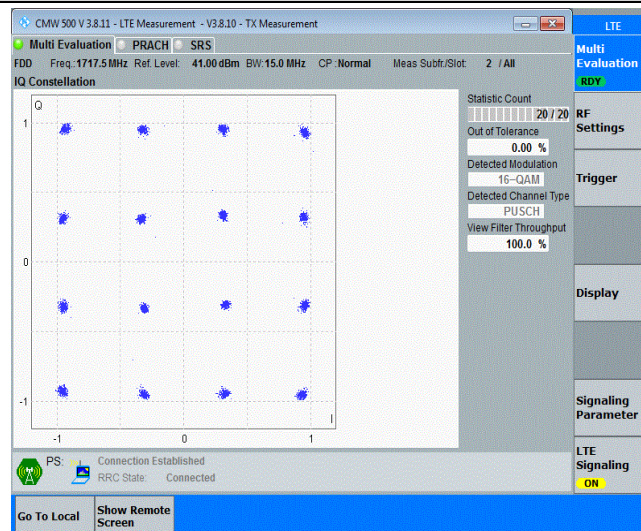 CMW 500 V 3.8.11 - LTE Measurement - V3.8.10 - TX Measurement
LTE
Multi Evaluation PRACH SRS
Multi
Evaluation
RDY
FDD Freq.:1717.5 MHz Ref. Level: 41.00 dBm BW:15.0 MHz CP :Normal Meas Subfr./Slot: 2 / All
IQ Constellation
Q
1
0
-1
-1 0 1
I
Statistic Count
20 / 20
Out of Tolerance
0.00 %
Detected Modulation
16-QAM
Detected Channel Type
PUSCH
View Filter Throughput
100.0 %
RF
Settings
Trigger
Display
Signaling
Parameter
LTE
Signaling
ON
PS: Connection Established
RRC State: Connected
Go To Local
Show Remote
Screen